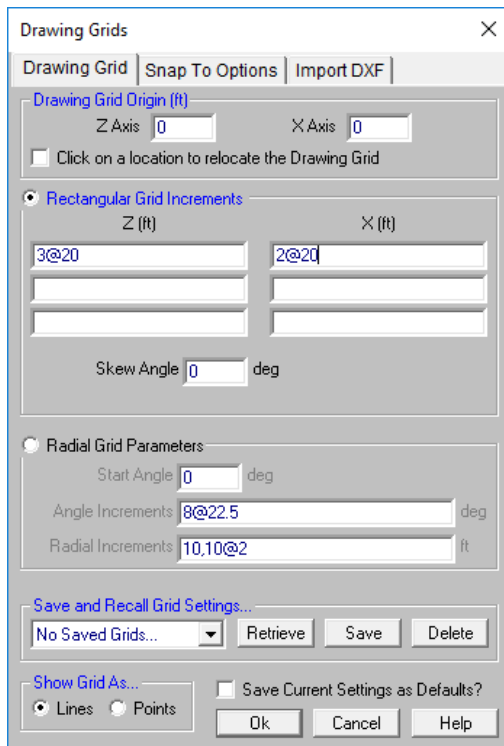 Drawing Grids
Drawing Grid Snap To Options Import DXF
Drawing Grid Origin (ft)
Z Axis 0 X Axis 0
Click on a location to relocate the Drawing Grid
Rectangular Grid Increments
Z (ft) X (ft)
3@20 2@20
Skew Angle 0 deg
Radial Grid Parameters
Start Angle 0 deg
Angle Increments 8@22.5 deg
Radial Increments 10,10@2 ft
Save and Recall Grid Settings...
No Saved Grids... Retrieve Save Delete
Show Grid As...
Lines Points
Save Current Settings as Defaults?
Ok Cancel Help